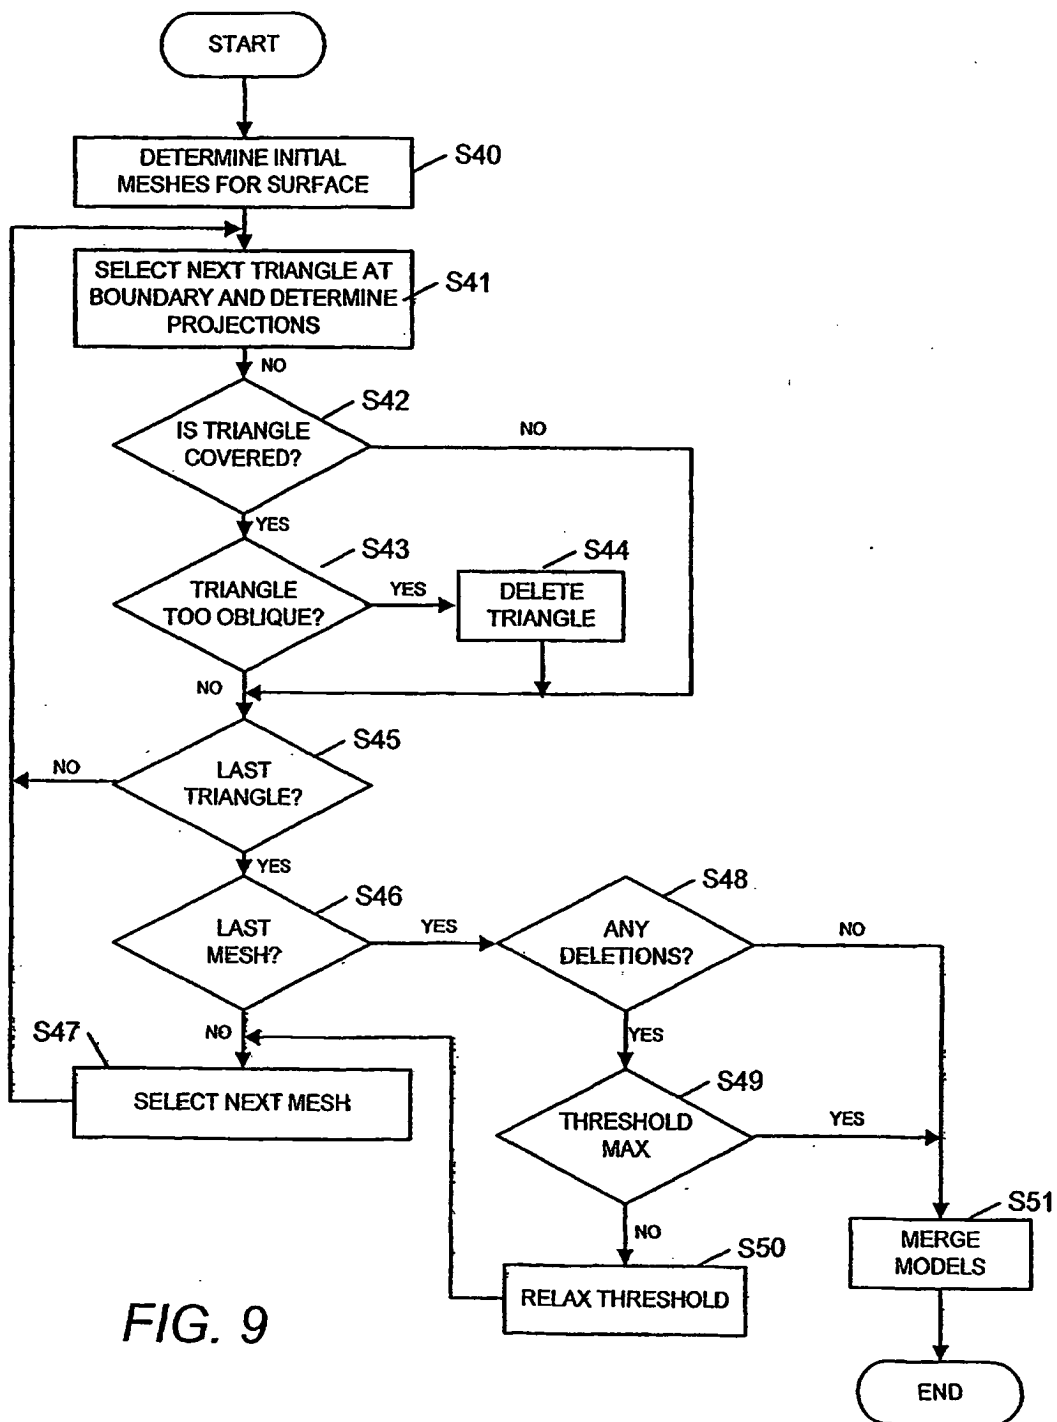 START
DETERMINE INITIAL
MESHES FOR SURFACE
S40
SELECT NEXT TRIANGLE AT
BOUNDARY AND DETERMINE
PROJECTIONS
S41
NO
S42
IS TRIANGLE
COVERED?
NO
YES
S43
TRIANGLE
TOO OBLIQUE?
YES
S44
DELETE
TRIANGLE
NO
S45
LAST
TRIANGLE?
NO
YES
S46
LAST
MESH?
YES
S48
ANY
DELETIONS?
NO
NO
YES
S47
SELECT NEXT MESH
S49
THRESHOLD
MAX
YES
NO
S50
RELAX THRESHOLD
S51
MERGE
MODELS
END
FIG. 9